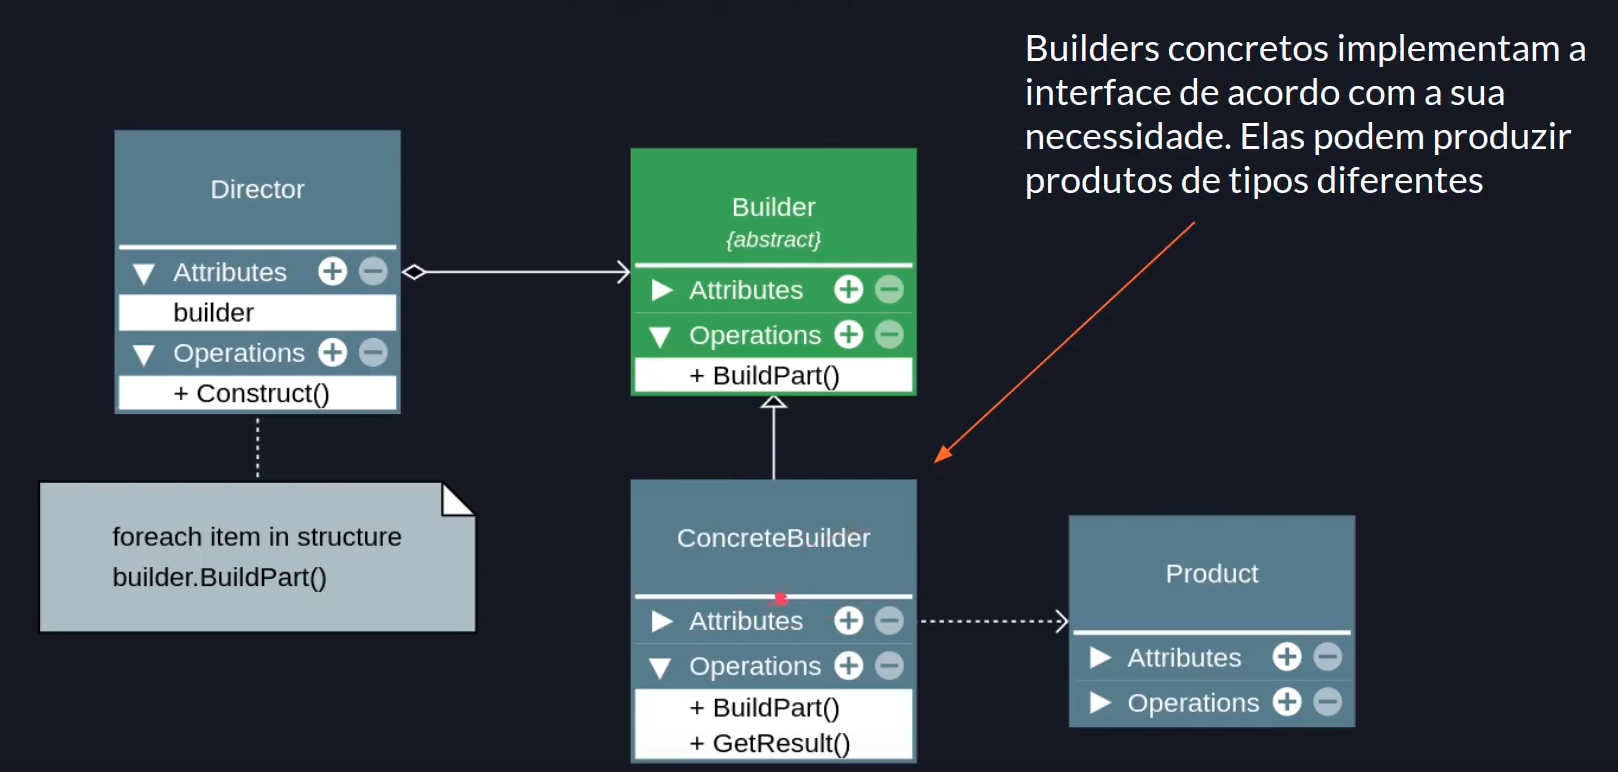 Builders concretos implementam a
interface de acordo com a sua
necessidade. Elas podem produzir
produtos de tipos diferentes
Director
Attributes
builder
Operations
+ Construct()
foreach item in structure
builder.BuildPart()
Builder
{abstract}
Attributes
Operations
+ BuildPart()
ConcreteBuilder
Attributes
Operations
+ BuildPart()
+ GetResult()
Product
Attributes
Operations